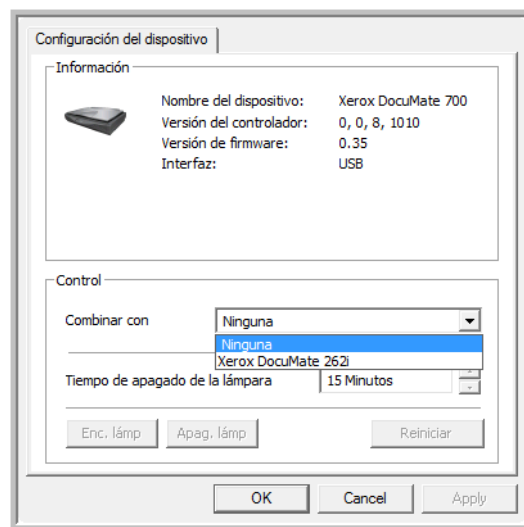 Configuración del dispositivo
Información
Nombre del dispositivo: Xerox DocuMate 700
Versión del controlador: 0, 0, 8, 1010
Versión de firmware: 0.35
Interfaz: USB
Control
Combinar con Ninguna
Ninguna
Xerox DocuMate 262i
Tiempo de apagado de la lámpara 15 Minutos
Enc. lámp Apag. lámp Reiniciar
OK Cancel Apply